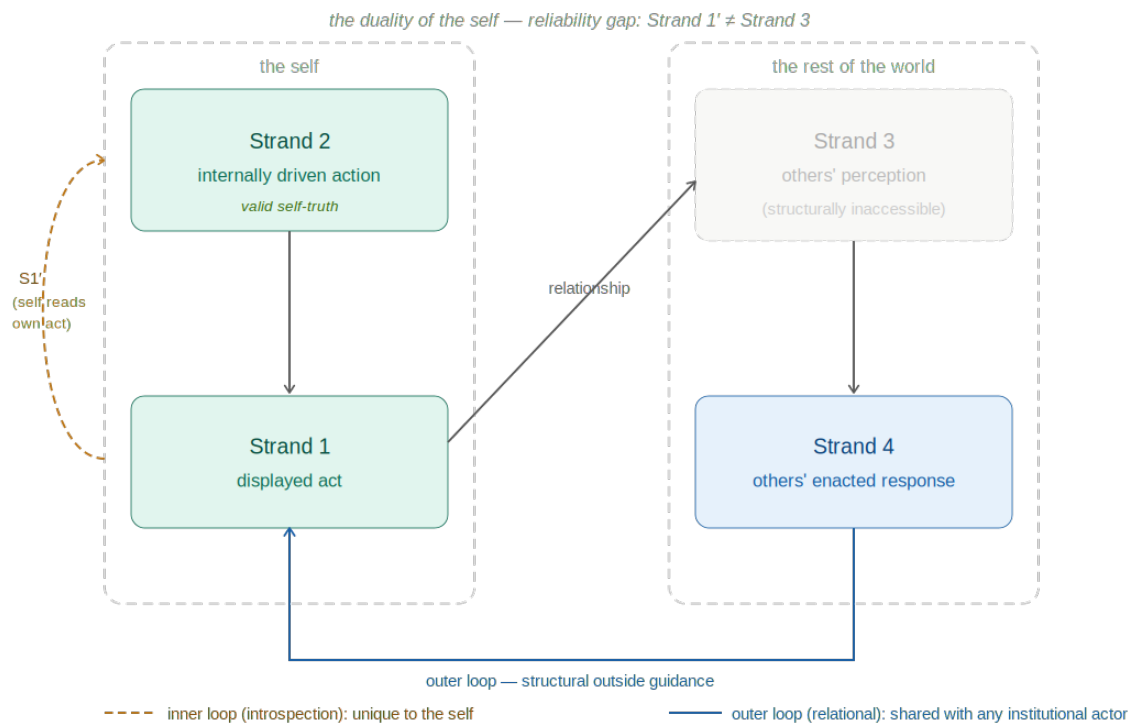 the duality of the self — reliability gap: Strand 1′ ≠ Strand 3
the self
the rest of the world
Strand 2
internally driven action
valid self-truth
Strand 3
others' perception
(structurally inaccessible)
S1′
(self reads
own act)
relationship
Strand 1
displayed act
Strand 4
others' enacted response
outer loop — structural outside guidance
inner loop (introspection): unique to the self
outer loop (relational): shared with any institutional actor